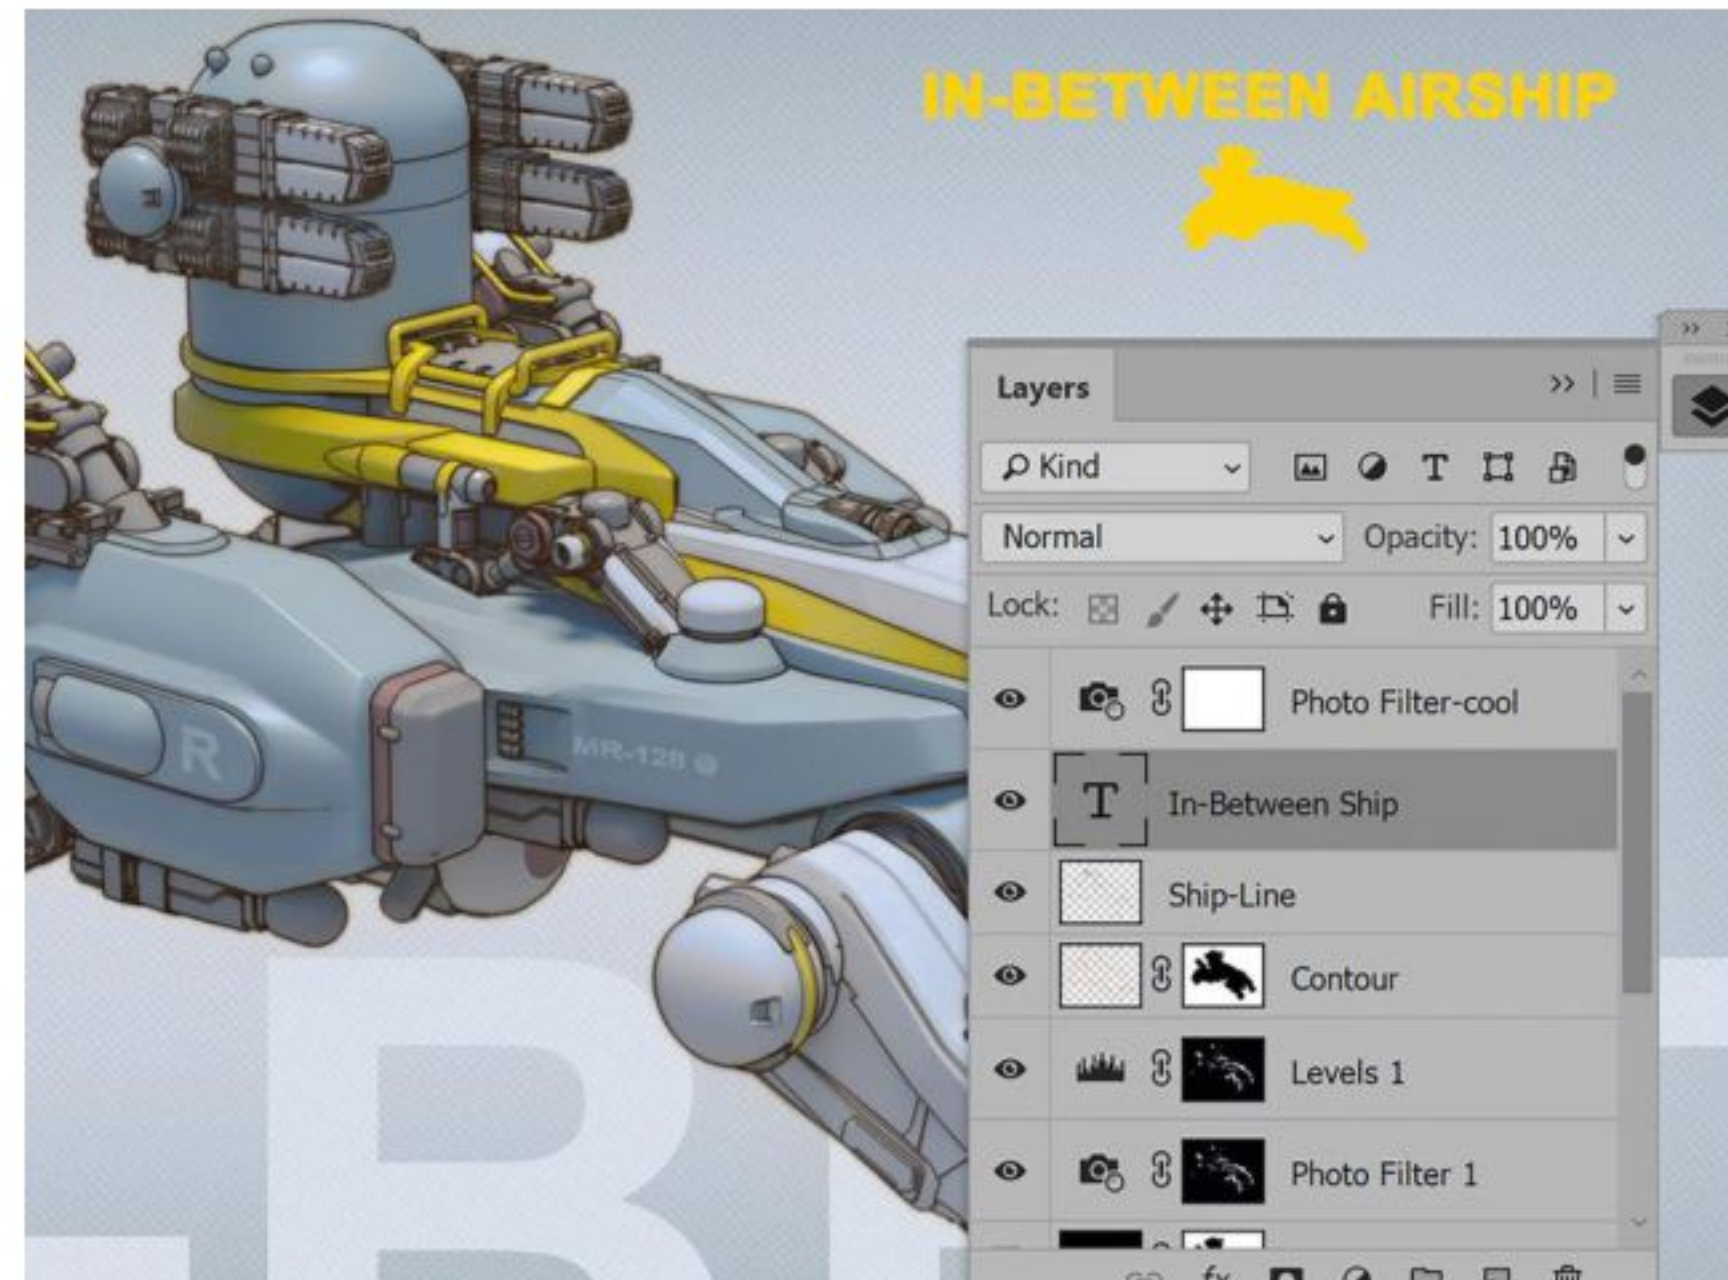 IN-BETWEEN AIRSHIP
Layers
Kind
T
Normal
Opacity: 100%
Lock:
Fill: 100%
Photo Filter-cool
T
In-Between Ship
Ship-Line
Contour
Levels 1
Photo Filter 1
R
MR-128
B
fx